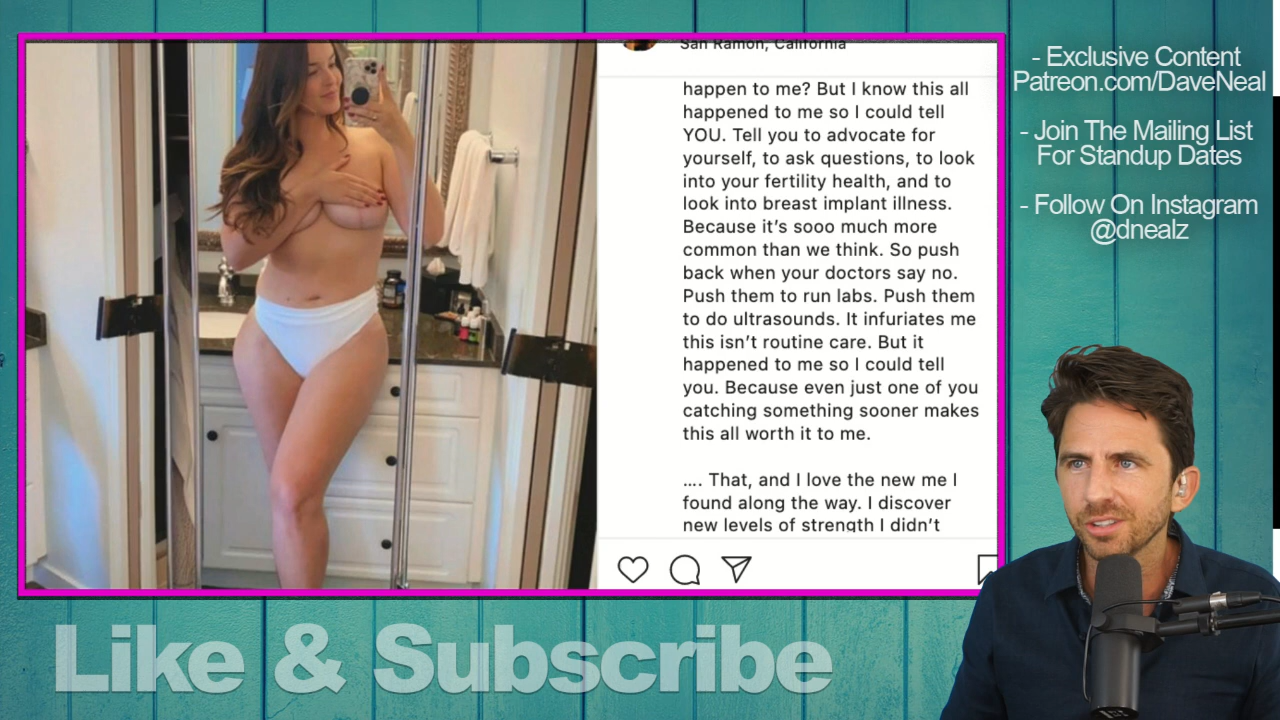 San Ramon, California
happen to me? But I know this all
happened to me so I could tell
YOU. Tell you to advocate for
yourself, to ask questions, to look
into your fertility health, and to
look into breast implant illness.
Because it’s sooo much more
common than we think. So push
back when your doctors say no.
Push them to run labs. Push them
to do ultrasounds. It infuriates me
this isn’t routine care. But it
happened to me so I could tell
you. Because even just one of you
catching something sooner makes
this all worth it to me.
.... That, and I love the new me I
found along the way. I discover
new levels of strength I didn’t
- Exclusive Content
Patreon.com/DaveNeal
- Join The Mailing List
For Standup Dates
- Follow On Instagram
@dnealz
Like & Subscribe